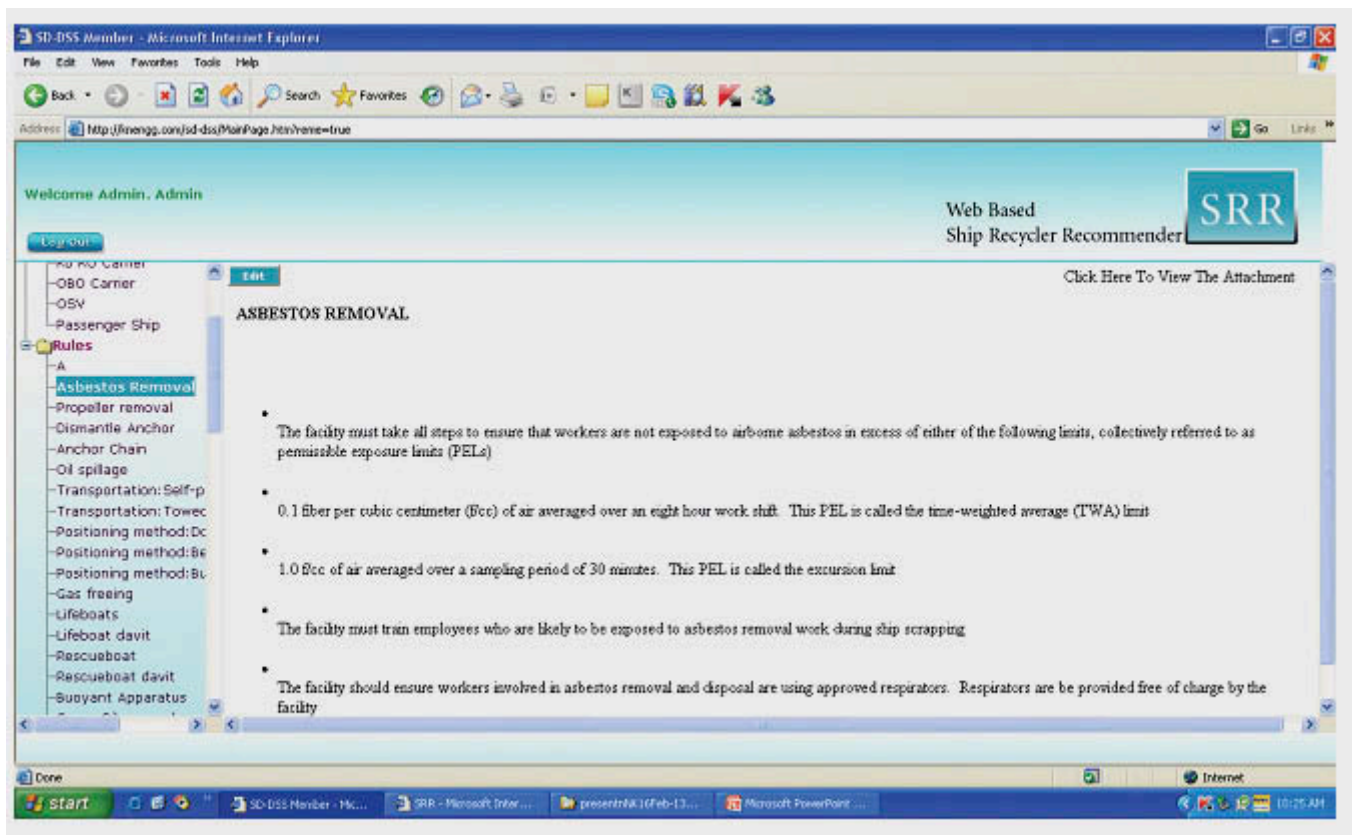 SD-DSS Member - Microsoft Internet Explorer
File Edit View Favorites Tools Help
Back Search Favorites
Address http://imengg.com/sd-dss/MainPage.htm?reme=true Go Links
Welcome Admin. Admin
Log Out
Web Based
Ship Recycler Recommender
SRR
Ro RO Carrier
OBO Carrier
OSV
Passenger Ship
Rules
A
Asbestos Removal
Propeller removal
Dismantle Anchor
Anchor Chain
Oil spillage
Transportation:Self-p
Transportation:Towec
Positioning method:Dc
Positioning method:Be
Positioning method:Bu
Gas freeing
Lifeboats
Lifeboat davit
Rescueboat
Rescueboat davit
Buoyant Apparatus
Edit
Click Here To View The Attachment
ASBESTOS REMOVAL
The facility must take all steps to ensure that workers are not exposed to airborne asbestos in excess of either of the following limits, collectively referred to as
permissible exposure limits (PELs)
0.1 fiber per cubic centimeter (f/cc) of air averaged over an eight hour work shift. This PEL is called the time-weighted average (TWA) limit
1.0 f/cc of air averaged over a sampling period of 30 minutes. This PEL is called the excursion limit
The facility must train employees who are likely to be exposed to asbestos removal work during ship scrapping
The facility should ensure workers involved in asbestos removal and disposal are using approved respirators. Respirators are be provided free of charge by the
facility
Done Internet
start SD-DSS Member - Mic... SRR - Microsoft Inter... Microsoft PowerPoint ... 10:25 AM